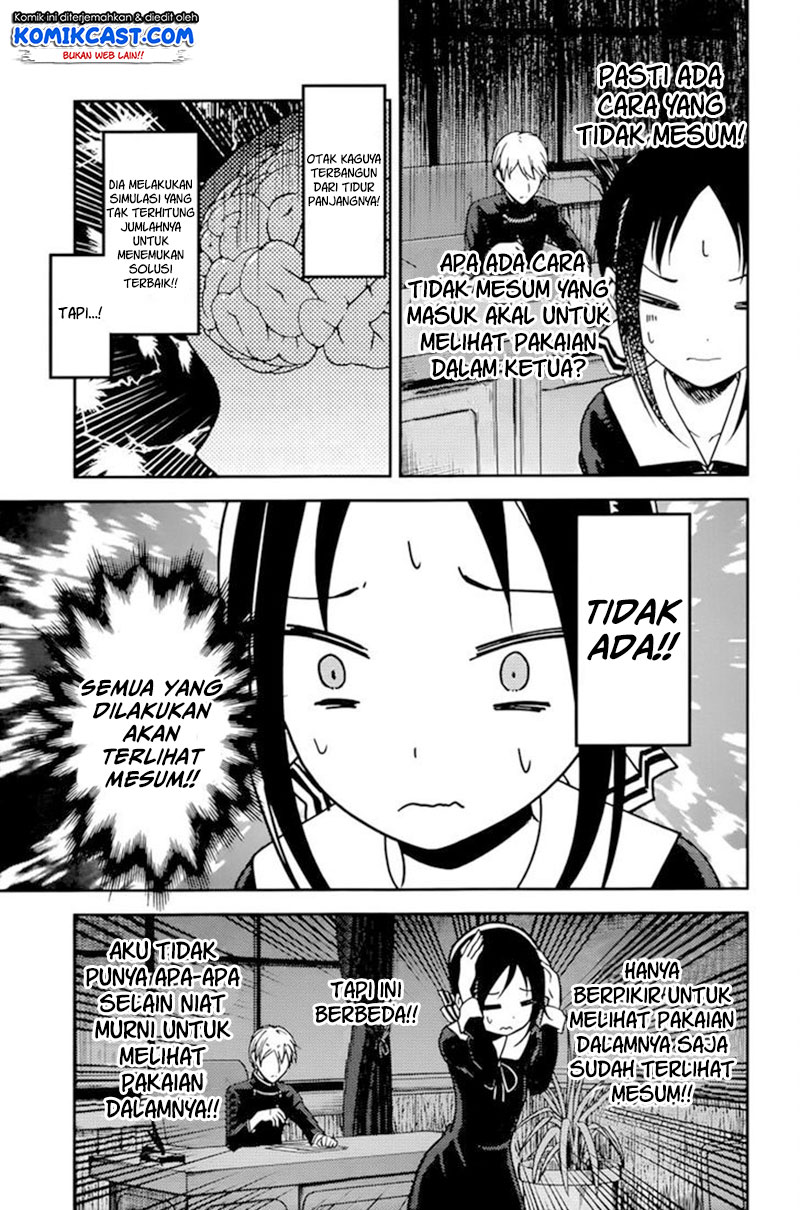 Komik ini diterjemahkan & diedit oleh
KOMIKCAST.COM
BUKAN WEB LAIN!!
PASTI ADA
CARA YANG
TIDAK MESUM!
APA ADA CARA
TIDAK MESUM YANG
MASUK AKAL UNTUK
MELIHAT PAKAIAN
DALAM KETUA?
OTAK KAGUYA
TERBANGUN
DARI TIDUR
PANJANGNYA!
DIA MELAKUKAN
SIMULASI YANG
TAK TERHITUNG
JUMLAHNYA
UNTUK
MENEMUKAN
SOLUSI
TERBAIK!!
TAPI...!
TIDAK
ADA!!
SEMUA YANG
DILAKUKAN
AKAN
TERLIHAT
MESUM!!
HANYA
BERPIKIR UNTUK
MELIHAT PAKAIAN
DALAMNYA SAJA
SUDAH TERLIHAT
MESUM!!
TAPI INI
BERBEDA!!
AKU TIDAK
PUNYA APA-APA
SELAIN NIAT
MURNI UNTUK
MELIHAT
PAKAIAN
DALAMNYA!!